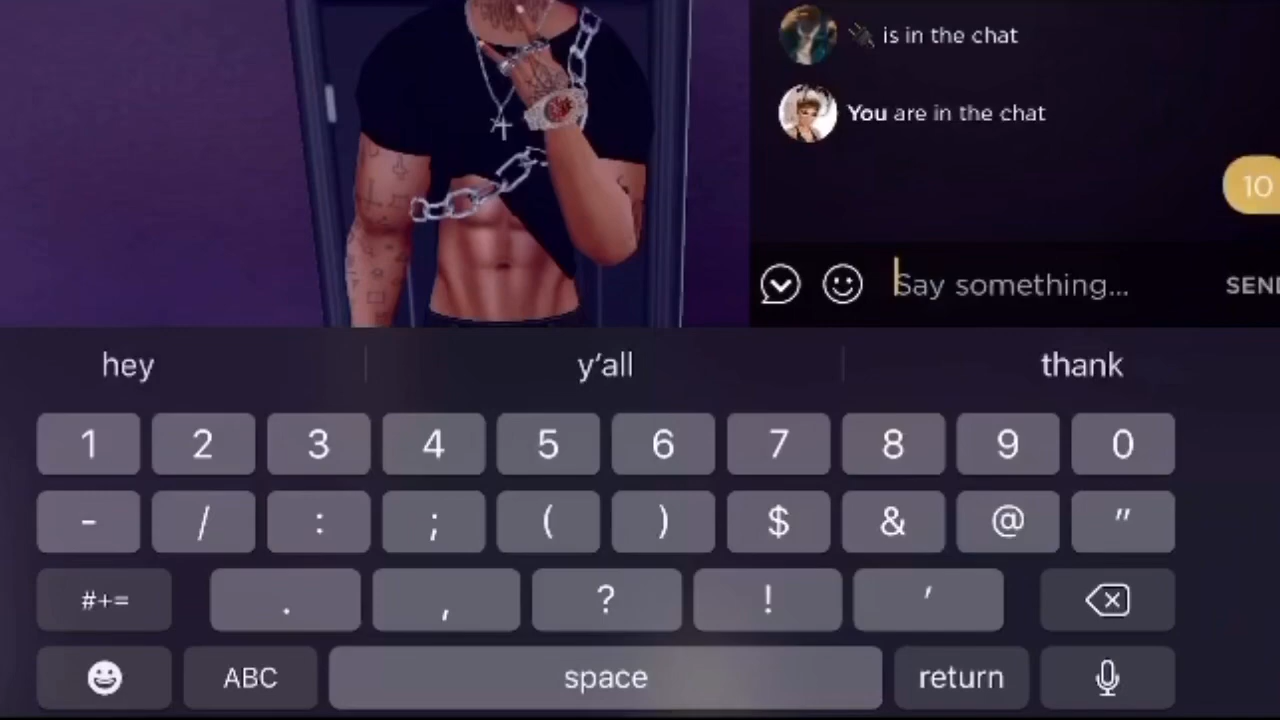 is in the chat
You are in the chat
10
Say something...
SEND
hey y’all thank
1 2 3 4 5 6 7 8 9 0
- / : ; ( ) $ & @ "
#+= . , ? ! ' 
ABC space return